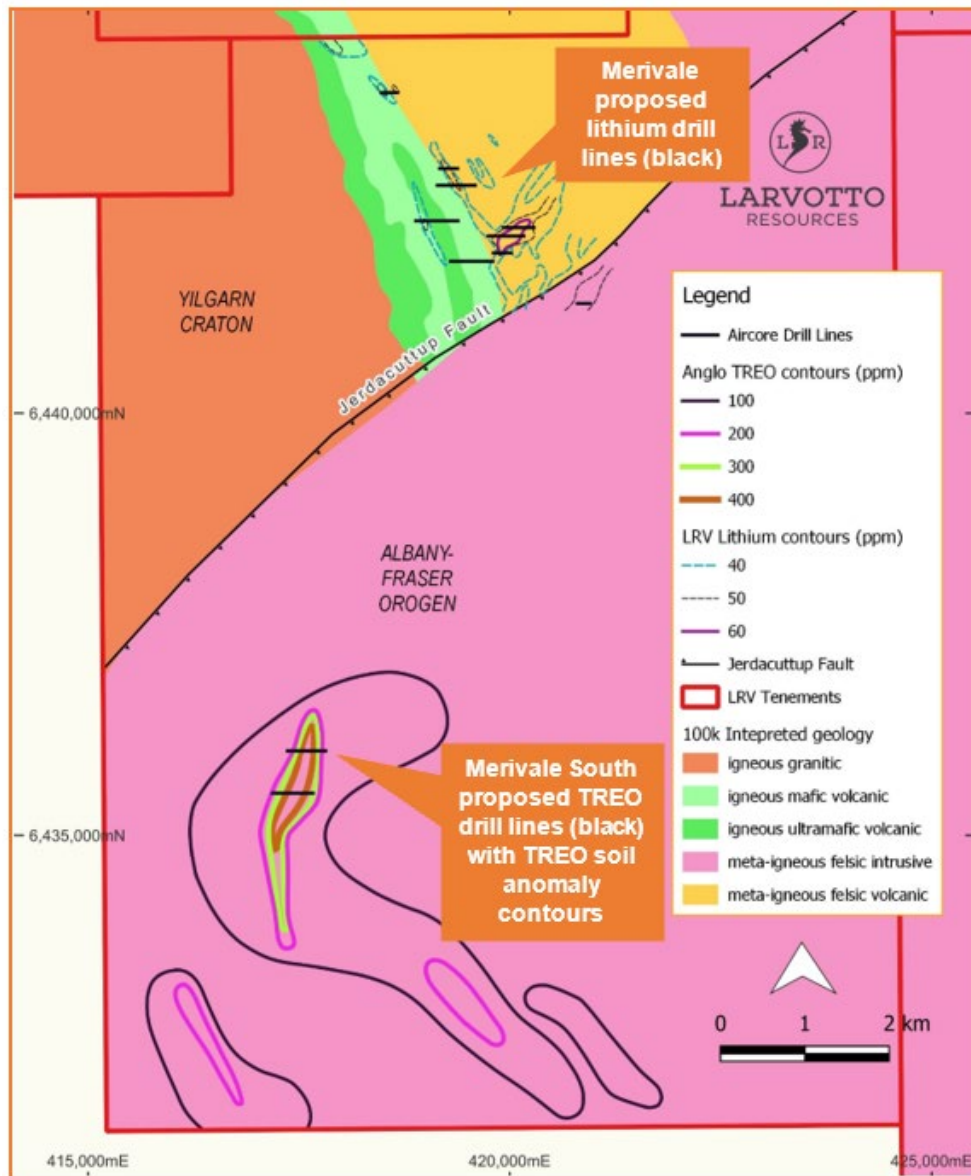 Merivale
proposed
lithium drill
lines (black)
L R
LARVOTTO
RESOURCES
YILGARN
CRATON
Jerdacuttup Fault
6,440,000mN
ALBANY-
FRASER
OROGEN
Legend
Aircore Drill Lines
Anglo TREO contours (ppm)
100
200
300
400
LRV Lithium contours (ppm)
40
50
60
Jerdacuttup Fault
LRV Tenements
100k Intepreted geology
igneous granitic
igneous mafic volcanic
igneous ultramafic volcanic
meta-igneous felsic intrusive
meta-igneous felsic volcanic
Merivale South
proposed TREO
drill lines (black)
with TREO soil
anomaly
contours
6,435,000mN
0 1 2 km
415,000mE 420,000mE 425,000mE